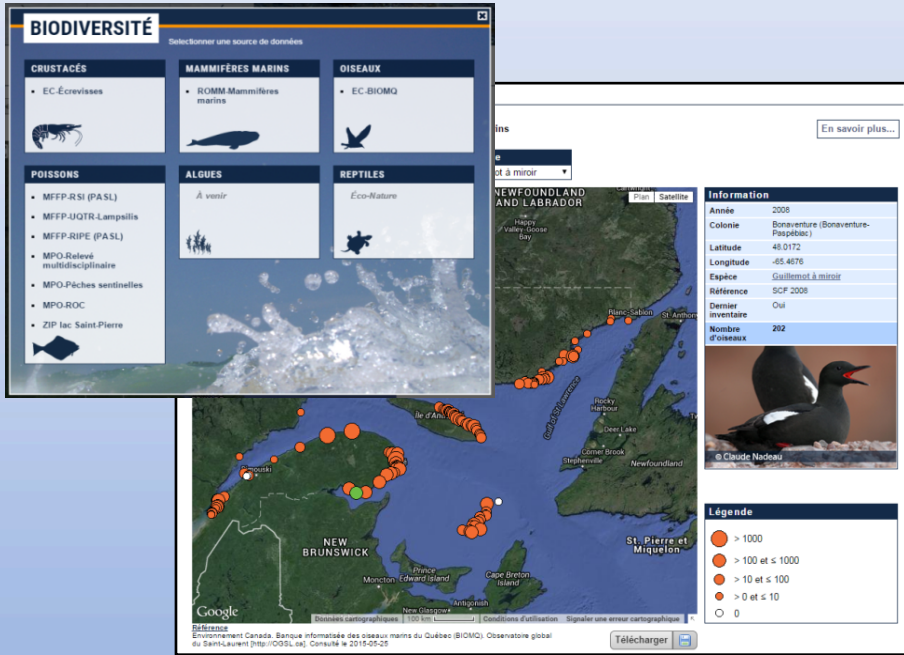 BIODIVERSITÉ
Selectionner une source de données
CRUSTACÉS
EC-Écrevisses
MAMMIFÈRES MARINS
ROMM-Mammifères
marins
OISEAUX
EC-BIOMQ
POISSONS
MFFP-RSI (PASL)
MFFP-UQTR-Lampsilis
MFFP-RIPE (PASL)
MPO-Relevé
multidisciplinaire
MPO-Pêches sentinelles
MPO-ROC
ZIP lac Saint-Pierre
ALGUES
À venir
REPTILES
Éco-Nature
ins
En savoir plus...
e
ot à miroir
Plan
Satellite
NEWFOUNDLAND
AND LABRADOR
Happy
Valley-Goose
Bay
Blanc-Sablon
St. Anthony
Gulf of St Lawrence
Rocky
Harbour
Deer Lake
Corner Brook
Stephenville
Newfoundland
Île d'An
imouski
NEW
BRUNSWICK
St. Pierre et
Miquelon
Prince
Edward Island
Moncton
Cape Breton
Island
Antigonish
New Glasgow
Google
Données cartographiques
100 km
Conditions d'utilisation
Signaler une erreur cartographique
Référence
Environnement Canada. Banque informatisée des oiseaux marins du Québec (BIOMQ). Observatoire global
du Saint-Laurent [http://OGSL.ca]. Consulté le 2015-05-25
Télécharger
Information
Année 2008
Colonie Bonaventure (Bonaventure-
Paspébiac)
Latitude 48.0172
Longitude -65.4676
Espèce Guillemot à miroir
Référence SCF 2008
Dernier
inventaire Oui
Nombre
d'oiseaux 202
© Claude Nadeau
Légende
> 1000
> 100 et ≤ 1000
> 10 et ≤ 100
> 0 et ≤ 10
0